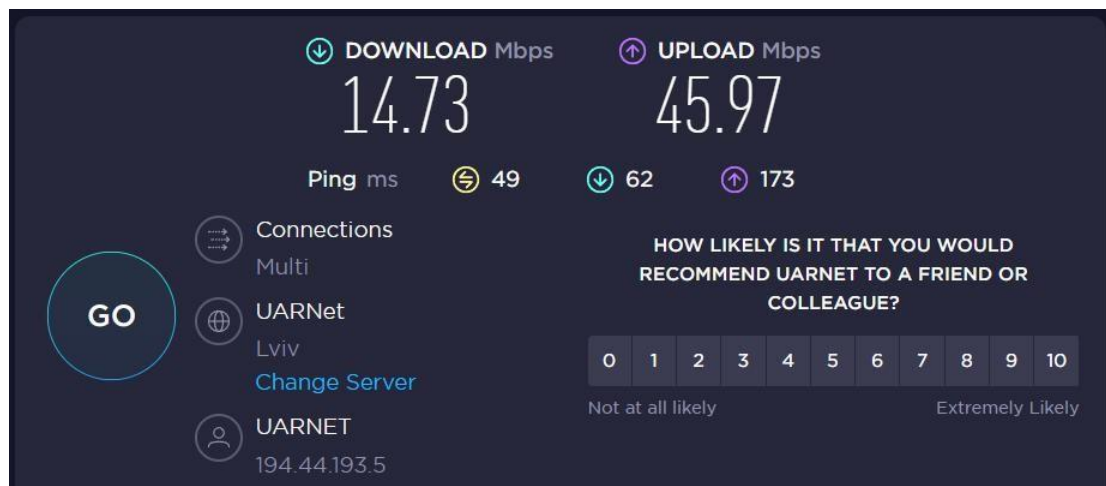 DOWNLOAD Mbps UPLOAD Mbps
14.73 45.97
Ping ms 49 62 173
Connections
Multi
UARNet
Lviv
Change Server
UARNET
194.44.193.5
GO
HOW LIKELY IS IT THAT YOU WOULD
RECOMMEND UARNET TO A FRIEND OR
COLLEAGUE?
0 1 2 3 4 5 6 7 8 9 10
Not at all likely Extremely Likely